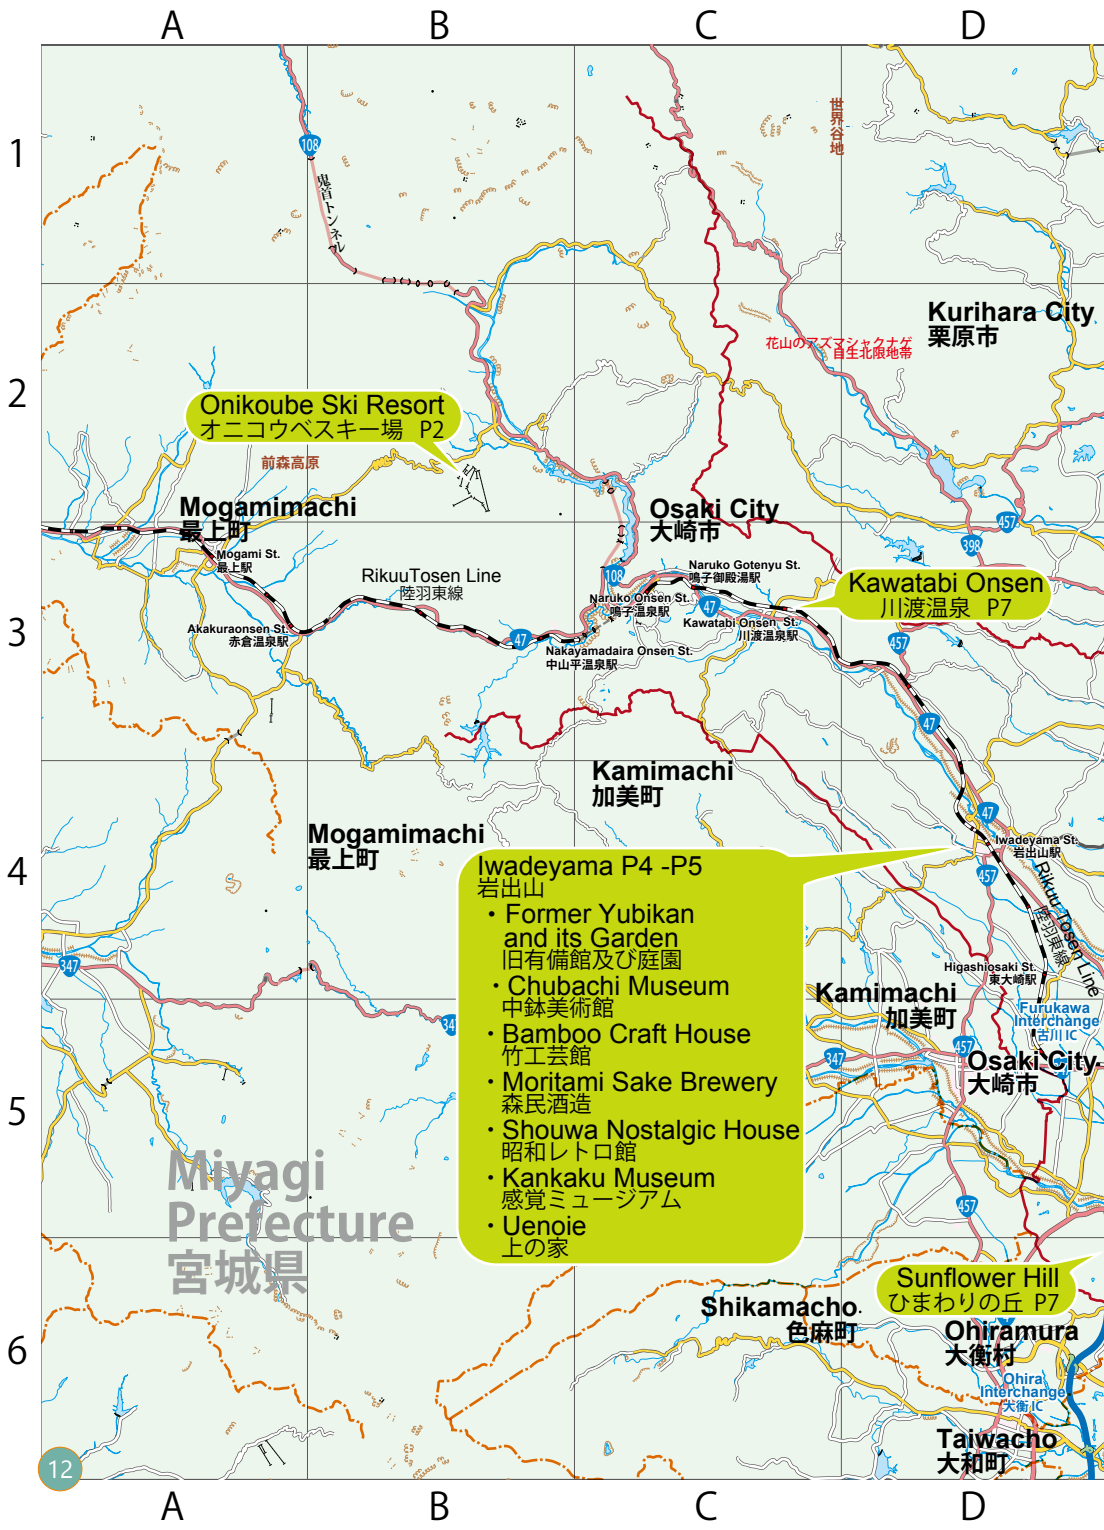 A B C D
1
世界谷地
108
鬼首トンネル
Kurihara City
栗原市
花山のアズマシャクナゲ
自生北限地帯
2
Onikoube Ski Resort
オニコウベスキー場 P2
前森高原
Mogamimachi
最上町
Osaki City
大崎市
457
398
Mogami St.
最上駅
RikuuTosen Line
陸羽東線
108
Naruko Gotenyu St.
鳴子御殿湯駅
Kawatabi Onsen
川渡温泉 P7
Naruko Onsen St.
鳴子温泉駅
47
Kawatabi Onsen St.
川渡温泉駅
3
Akakuraonsen St.
赤倉温泉駅
47
Nakayamadaira Onsen St.
中山平温泉駅
457
47
Kamimachi
加美町
47
Mogamimachi
最上町
Iwadeyama St.
岩出山駅
4
457
Iwadeyama P4 -P5
岩出山
・Former Yubikan
and its Garden
旧有備館及び庭園
・Chubachi Museum
中鉢美術館
・Bamboo Craft House
竹工芸館
・Moritami Sake Brewery
森民酒造
・Shouwa Nostalgic House
昭和レトロ館
・Kankaku Museum
感覚ミュージアム
・Uenoie
上の家
Rikuu Tosen Line
陸羽東線
347
Higashiosaki St.
東大崎駅
Kamimachi
加美町
Furukawa
Interchange
古川IC
347
457
Osaki City
大崎市
5
Miyagi
Prefecture
宮城県
457
Sunflower Hill
ひまわりの丘 P7
Shikamacho
色麻町
Ohiramura
大衡村
6
Ohira
Interchange
大衡IC
Taiwacho
大和町
12
A B C D